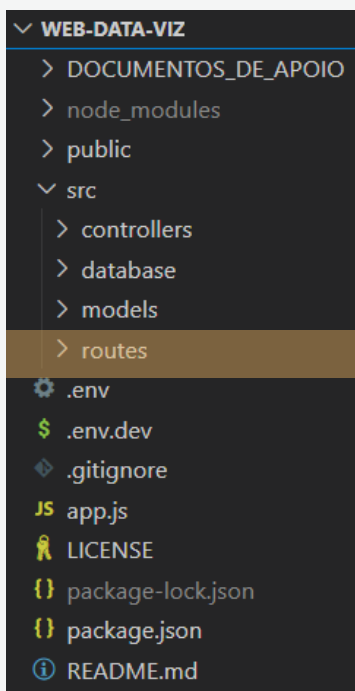 WEB-DATA-VIZ
DOCUMENTOS_DE_APOIO
node_modules
public
src
controllers
database
models
routes
.env
$ .env.dev
.gitignore
JS app.js
LICENSE
{} package-lock.json
{} package.json
README.md